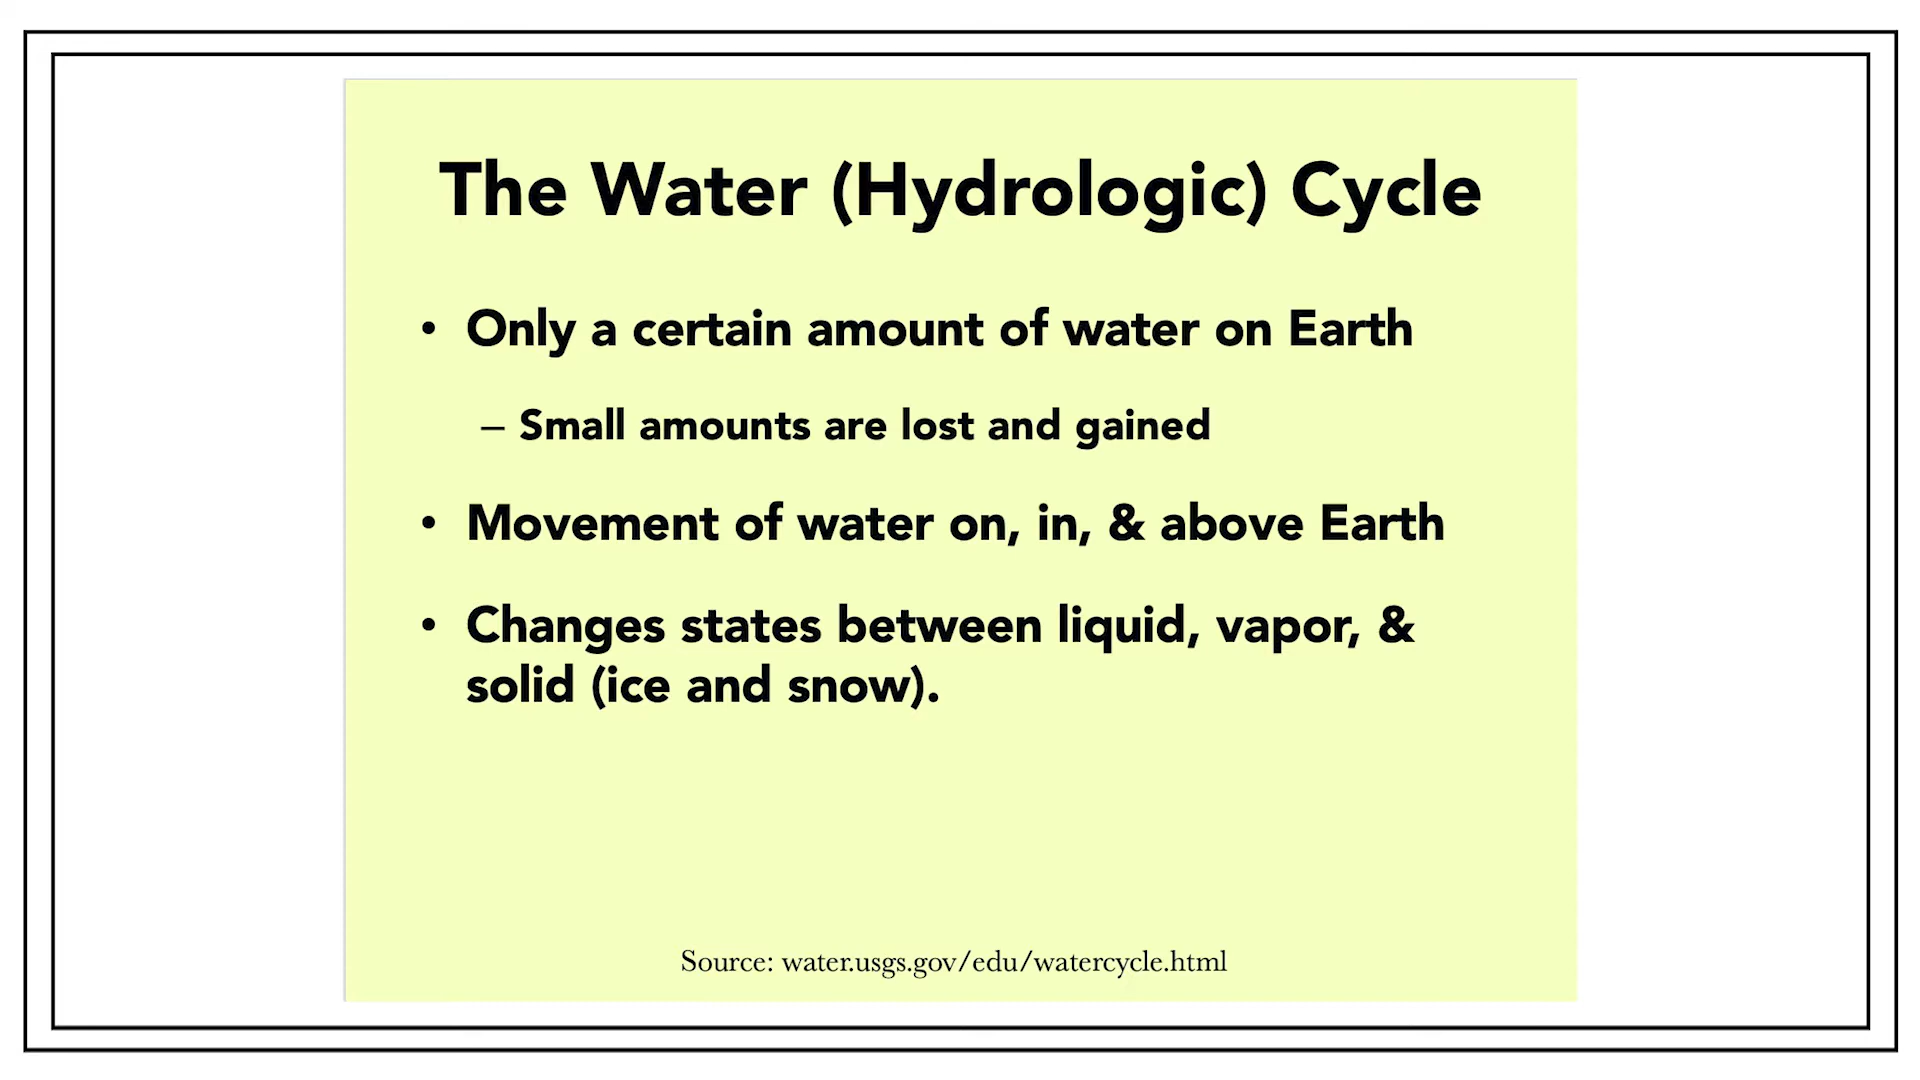 The Water (Hydrologic) Cycle
• Only a certain amount of water on Earth
– Small amounts are lost and gained
• Movement of water on, in, & above Earth
• Changes states between liquid, vapor, &
solid (ice and snow).
Source: water.usgs.gov/edu/watercycle.html